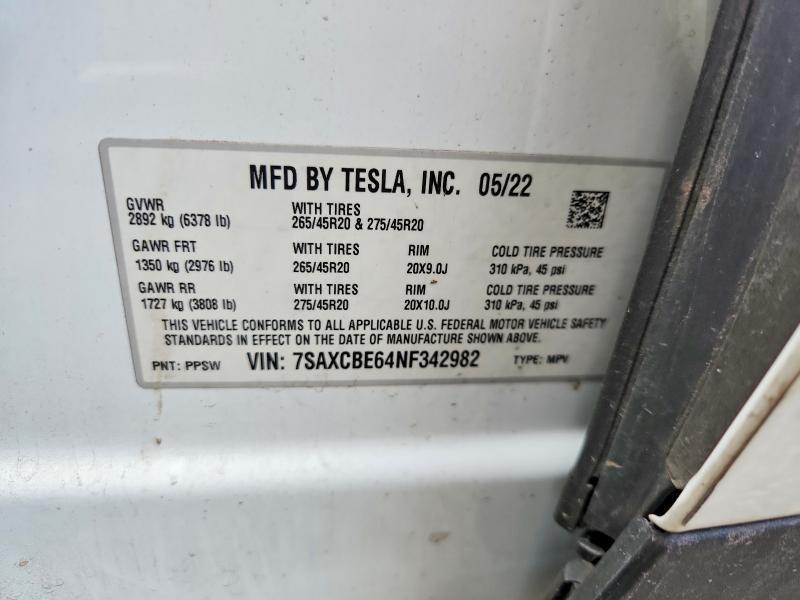 MFD BY TESLA, INC. 05/22
GVWR WITH TIRES
2892 kg (6378 lb) 265/45R20 & 275/45R20
GAWR FRT WITH TIRES RIM COLD TIRE PRESSURE
1350 kg (2976 lb) 265/45R20 20X9.0J 310 kPa, 45 psi
GAWR RR WITH TIRES RIM COLD TIRE PRESSURE
1727 kg (3808 lb) 275/45R20 20X10.0J 310 kPa, 45 psi
THIS VEHICLE CONFORMS TO ALL APPLICABLE U.S. FEDERAL MOTOR VEHICLE SAFETY
STANDARDS IN EFFECT ON THE DATE OF MANUFACTURE SHOWN ABOVE.
PNT: PPSW VIN: 7SAXCBE64NF342982 TYPE: MPV